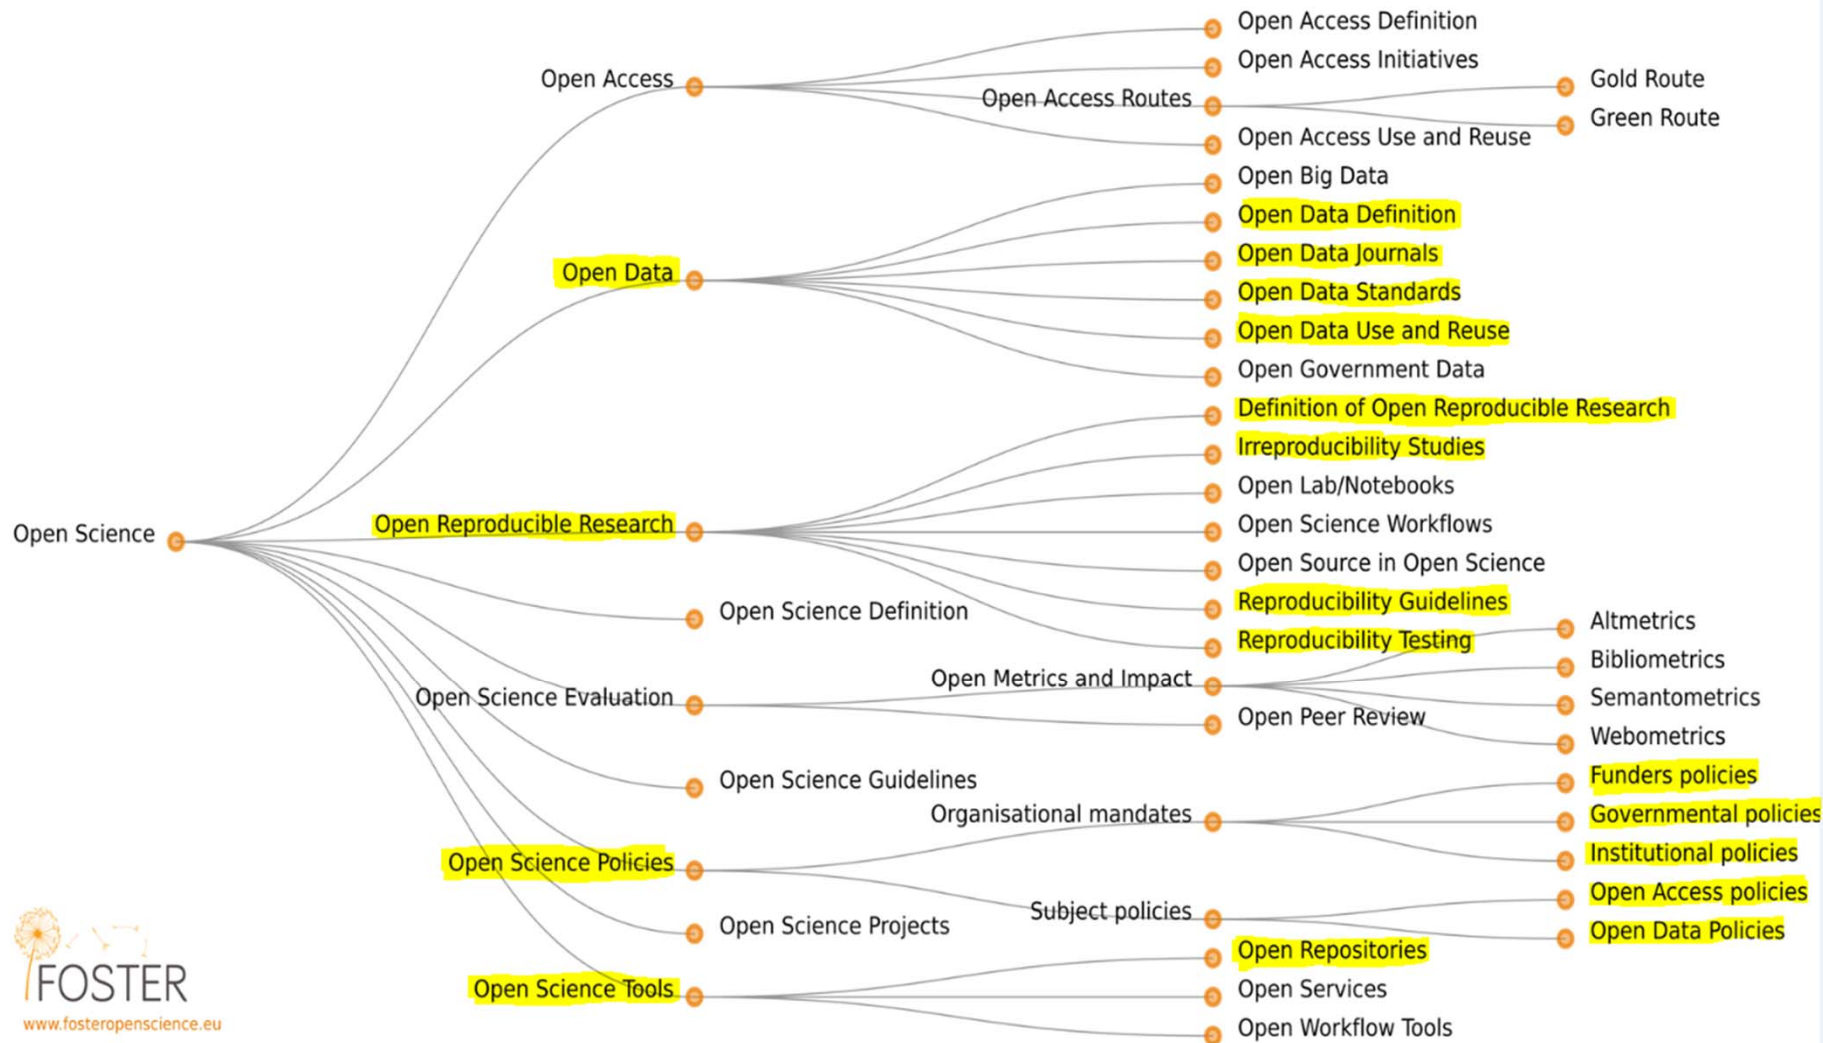 Open Access Definition
Open Access Initiatives
Open Access
Open Access Routes
Gold Route
Green Route
Open Access Use and Reuse
Open Big Data
Open Data Definition
Open Data Journals
Open Data
Open Data Standards
Open Data Use and Reuse
Open Government Data
Definition of Open Reproducible Research
Irreproducibility Studies
Open Lab/Notebooks
Open Science
Open Reproducible Research
Open Science Workflows
Open Source in Open Science
Reproducibility Guidelines
Open Science Definition
Reproducibility Testing
Altmetrics
Open Metrics and Impact
Bibliometrics
Open Science Evaluation
Semantometrics
Open Peer Review
Webometrics
Open Science Guidelines
Funders policies
Organisational mandates
Governmental policies
Institutional policies
Open Science Policies
Open Access policies
Subject policies
Open Data Policies
Open Science Projects
Open Repositories
Open Science Tools
Open Services
Open Workflow Tools
FOSTER
www.fosteropenscience.eu